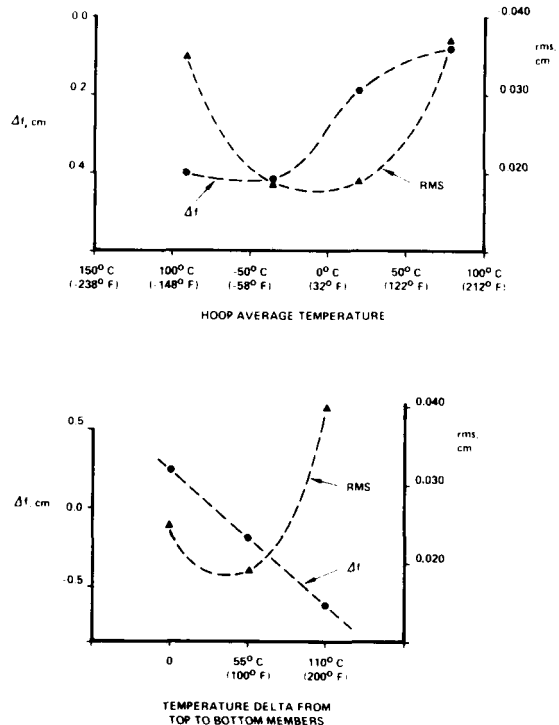 0.0
0.2
0.4
Δf, cm
-0.040
0.030
0.020
rms,
cm
Δf
RMS
150° C 100° C -50° C 0° C 50° C 100° C
(-238° F) (-148° F) (-58° F) (32° F) (122° F) (212° F)
HOOP AVERAGE TEMPERATURE
0.5
0.0
-0.5
Δf, cm
0.040
0.030
0.020
rms,
cm
RMS
Δf
0 55° C 110° C
(100° F) (200° F)
TEMPERATURE DELTA FROM
TOP TO BOTTOM MEMBERS